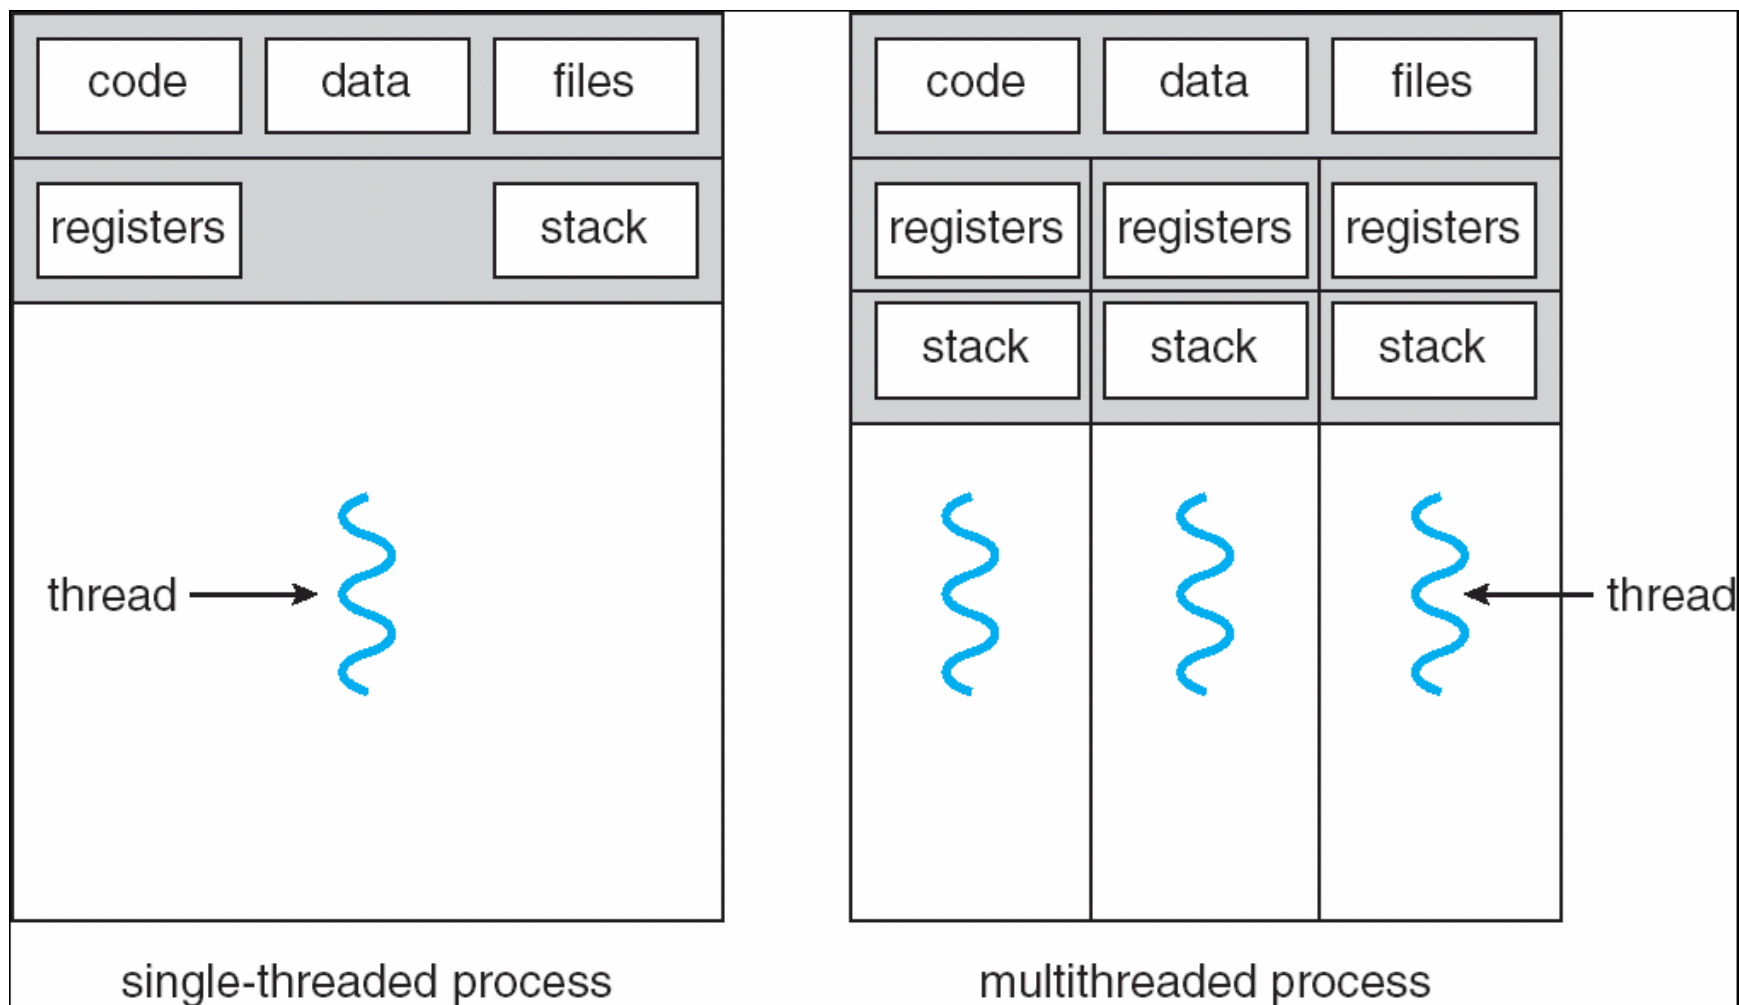 code data files
registers stack
thread
single-threaded process
code data files
registers registers registers
stack stack stack
thread
multithreaded process